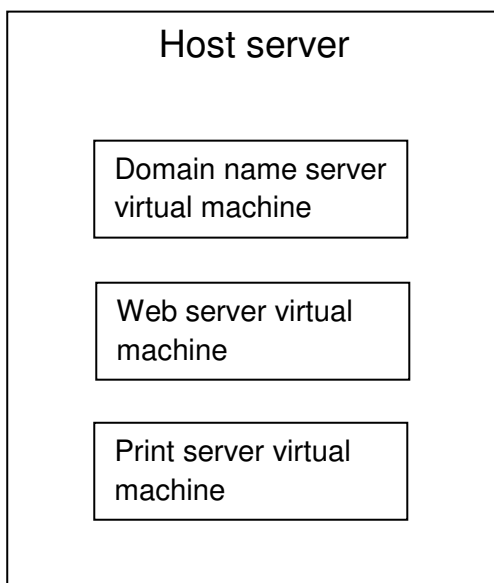 Host server
Domain name server
virtual machine
Web server virtual
machine
Print server virtual
machine